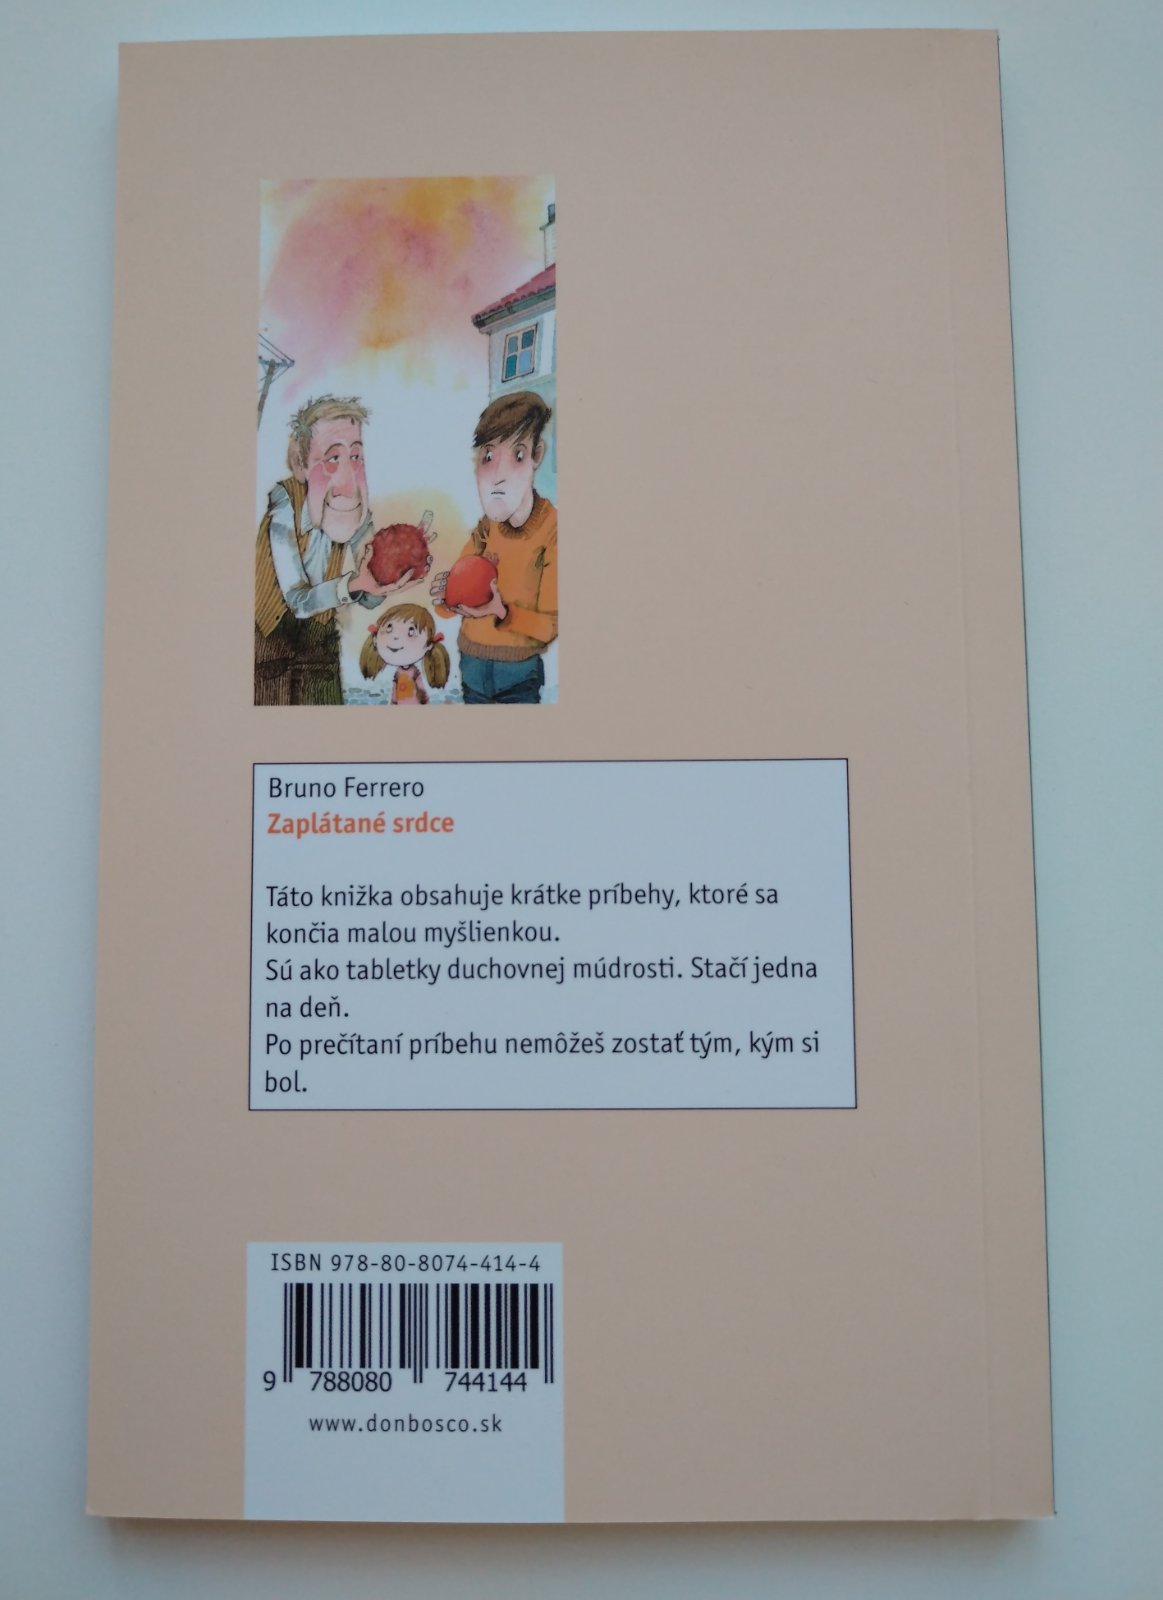 Bruno Ferrero
Zaplátané srdce
Táto knižka obsahuje krátke príbehy, ktoré sa
končia malou myšlienkou.
Sú ako tabletky duchovnej múdrosti. Stačí jedna
na deň.
Po prečítaní príbehu nemôžeš zostať tým, kým si
bol.
ISBN 978-80-8074-414-4
9 788080 744144
www.donbosco.sk